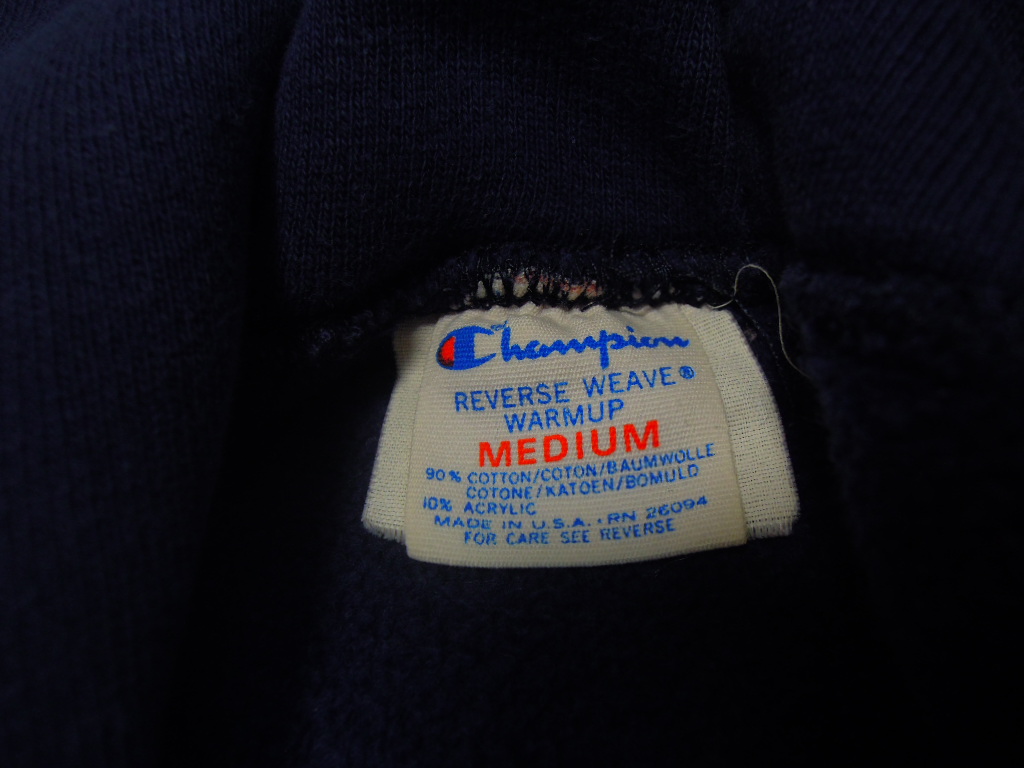 Champion
REVERSE WEAVE®
WARMUP
MEDIUM
90% COTTON/COTON/BAUMWOLLE
COTONE/KATOEN/BOMULD
10% ACRYLIC
MADE IN U.S.A. · RN 26094
FOR CARE SEE REVERSE